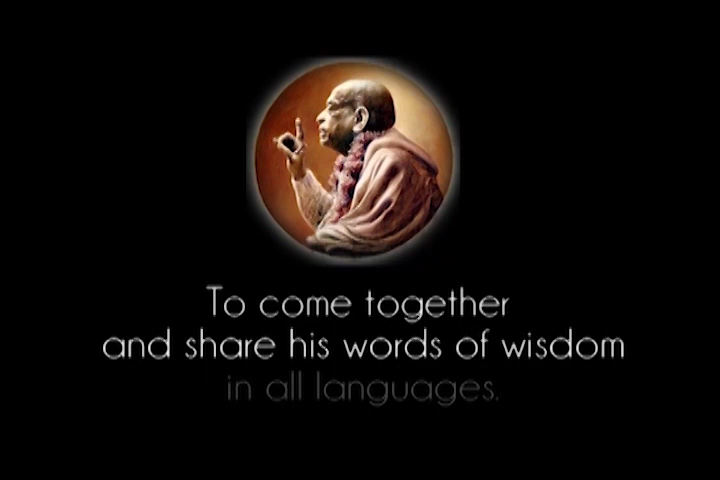 To come together
and share his words of wisdom
in all languages.